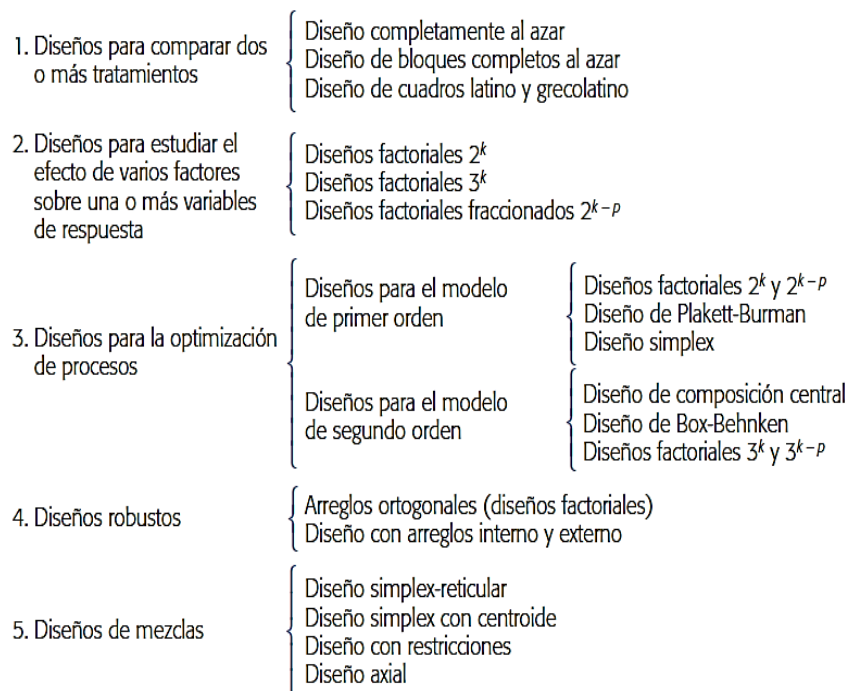 1. Diseños para comparar dos
o más tratamientos
Diseño completamente al azar
Diseño de bloques completos al azar
Diseño de cuadros latino y grecolatino
2. Diseños para estudiar el
efecto de varios factores
sobre una o más variables
de respuesta
Diseños factoriales 2^k
Diseños factoriales 3^k
Diseños factoriales fraccionados 2^{k–p}
3. Diseños para la optimización
de procesos
Diseños para el modelo
de primer orden
Diseños factoriales 2^k y 2^{k–p}
Diseño de Plakett-Burman
Diseño simplex
Diseños para el modelo
de segundo orden
Diseño de composición central
Diseño de Box-Behnken
Diseños factoriales 3^k y 3^{k–p}
4. Diseños robustos
Arreglos ortogonales (diseños factoriales)
Diseño con arreglos interno y externo
5. Diseños de mezclas
Diseño simplex-reticular
Diseño simplex con centroide
Diseño con restricciones
Diseño axial